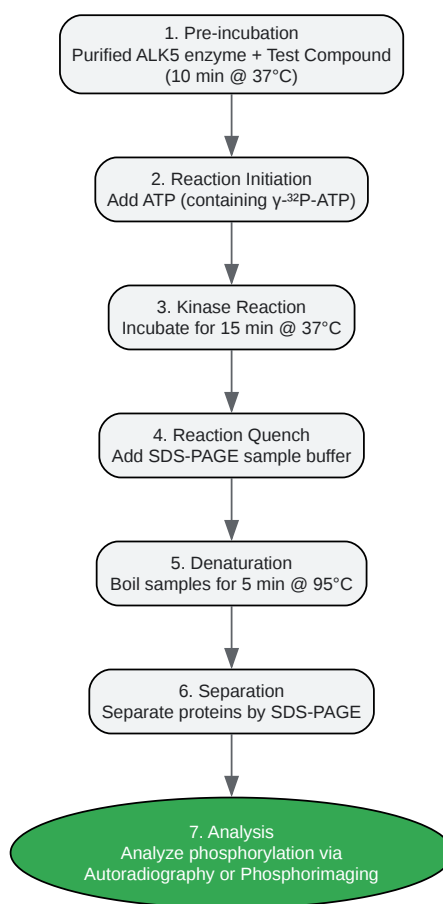 1. Pre-incubation
Purified ALK5 enzyme + Test Compound
(10 min @ 37°C)
2. Reaction Initiation
Add ATP (containing γ-³²P-ATP)
3. Kinase Reaction
Incubate for 15 min @ 37°C
4. Reaction Quench
Add SDS-PAGE sample buffer
5. Denaturation
Boil samples for 5 min @ 95°C
6. Separation
Separate proteins by SDS-PAGE
7. Analysis
Analyze phosphorylation via
Autoradiography or Phosphorimaging